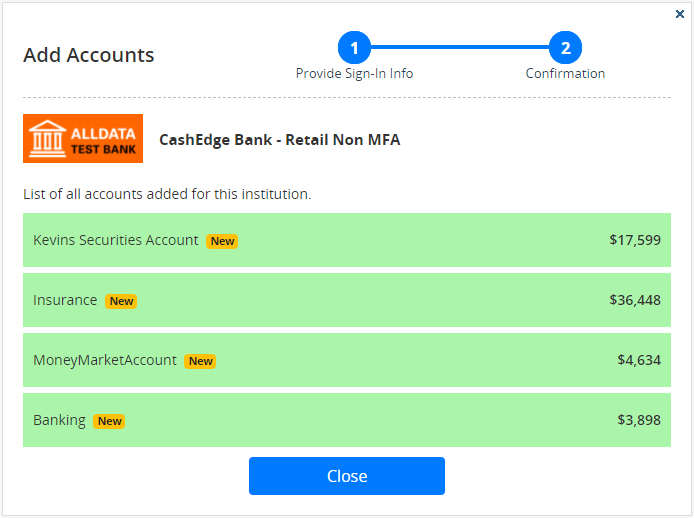 ×
Add Accounts
1
2
Provide Sign-In Info
Confirmation
ALLDATA
TEST BANK
CashEdge Bank - Retail Non MFA
List of all accounts added for this institution.
Kevins Securities Account New $17,599
Insurance New $36,448
MoneyMarketAccount New $4,634
Banking New $3,898
Close